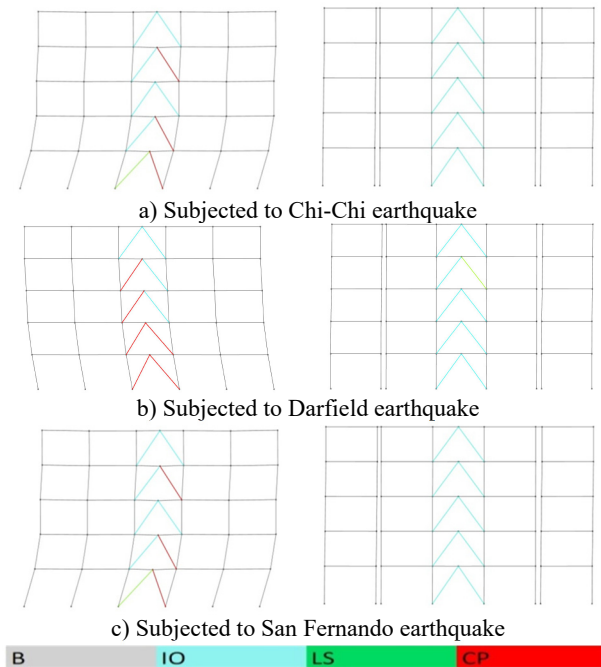 a) Subjected to Chi-Chi earthquake
b) Subjected to Darfield earthquake
c) Subjected to San Fernando earthquake
B IO LS CP